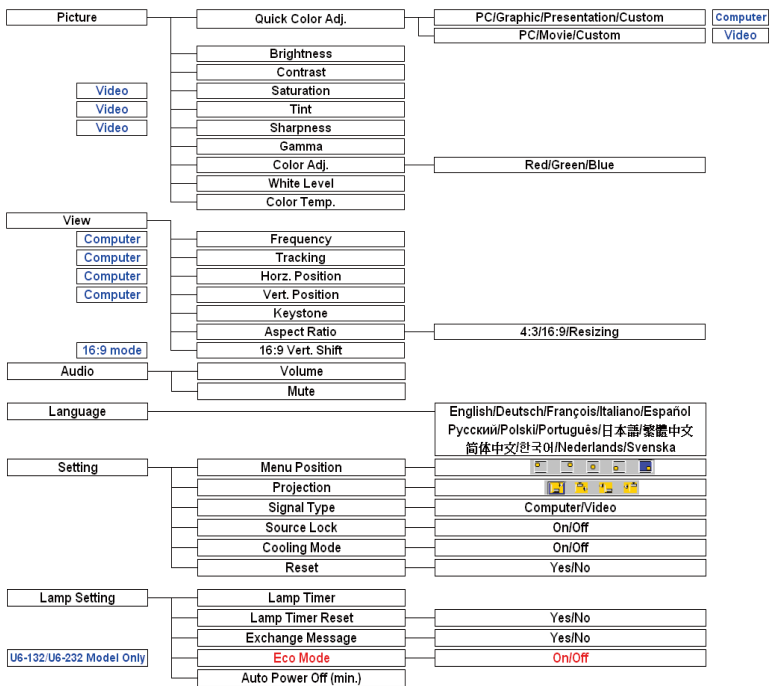 Picture
Quick Color Adj.
PC/Graphic/Presentation/Custom
Computer
PC/Movie/Custom
Video
Brightness
Contrast
Video
Saturation
Video
Tint
Video
Sharpness
Gamma
Color Adj.
Red/Green/Blue
White Level
Color Temp.
View
Computer
Frequency
Computer
Tracking
Computer
Horz. Position
Computer
Vert. Position
Keystone
Aspect Ratio
4:3/16:9/Resizing
16:9 mode
16:9 Vert. Shift
Audio
Volume
Mute
Language
English/Deutsch/Français/Italiano/Español
Русский/Polski/Português/日本語/繁體中文
简体中文/한국어/Nederlands/Svenska
Setting
Menu Position
Projection
Signal Type
Computer/Video
Source Lock
On/Off
Cooling Mode
On/Off
Reset
Yes/No
Lamp Setting
Lamp Timer
Lamp Timer Reset
Yes/No
Exchange Message
Yes/No
U6-132/U6-232 Model Only
Eco Mode
On/Off
Auto Power Off (min.)